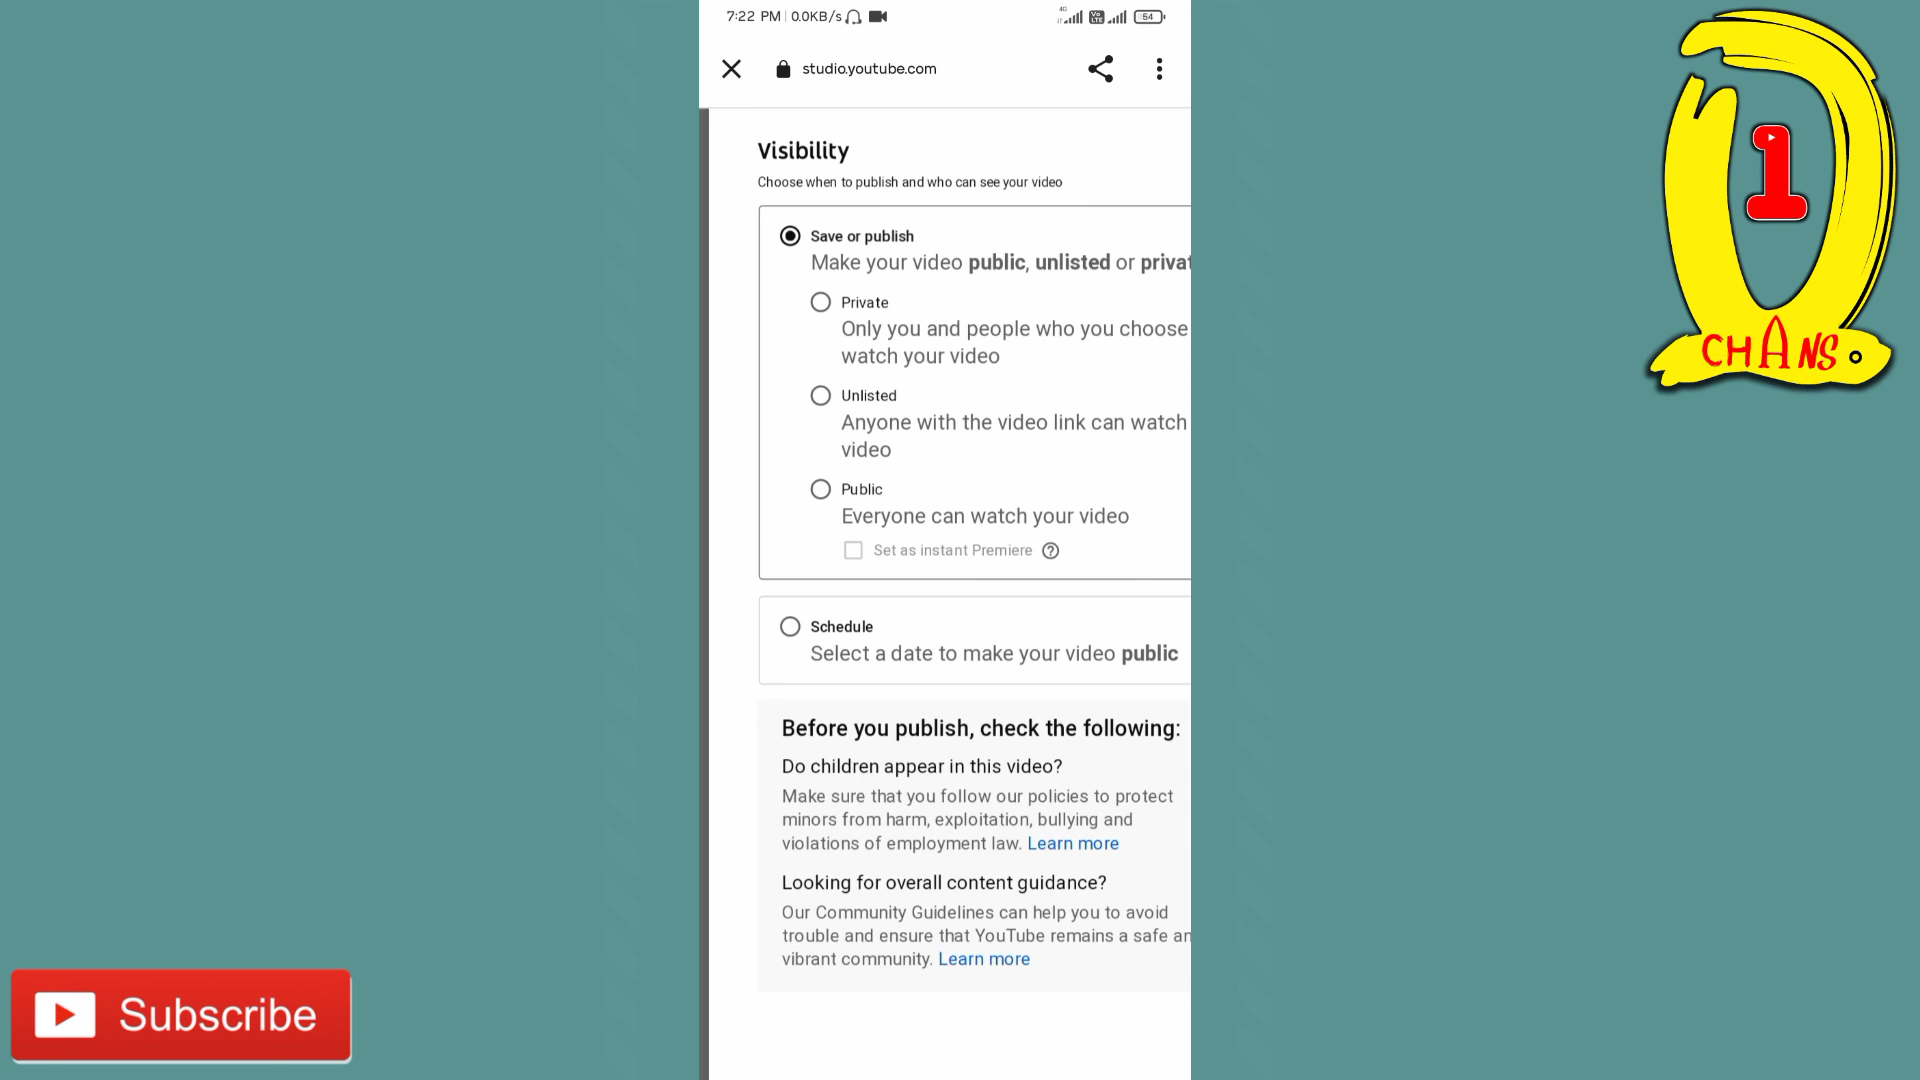 7:22 PM | 0.0KB/s
4G
Vo LTE
54
studio.youtube.com
Visibility
Choose when to publish and who can see your video
Save or publish
Make your video public, unlisted or privat
Private
Only you and people who you choose
watch your video
Unlisted
Anyone with the video link can watch
video
Public
Everyone can watch your video
Set as instant Premiere
Schedule
Select a date to make your video public
Before you publish, check the following:
Do children appear in this video?
Make sure that you follow our policies to protect
minors from harm, exploitation, bullying and
violations of employment law. Learn more
Looking for overall content guidance?
Our Community Guidelines can help you to avoid
trouble and ensure that YouTube remains a safe an
vibrant community. Learn more
1
CHANS.
Subscribe